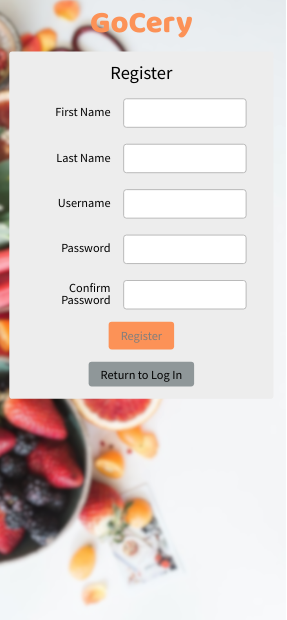 GoCery
Register
First Name
Last Name
Username
Password
Confirm
Password
Register
Return to Log In